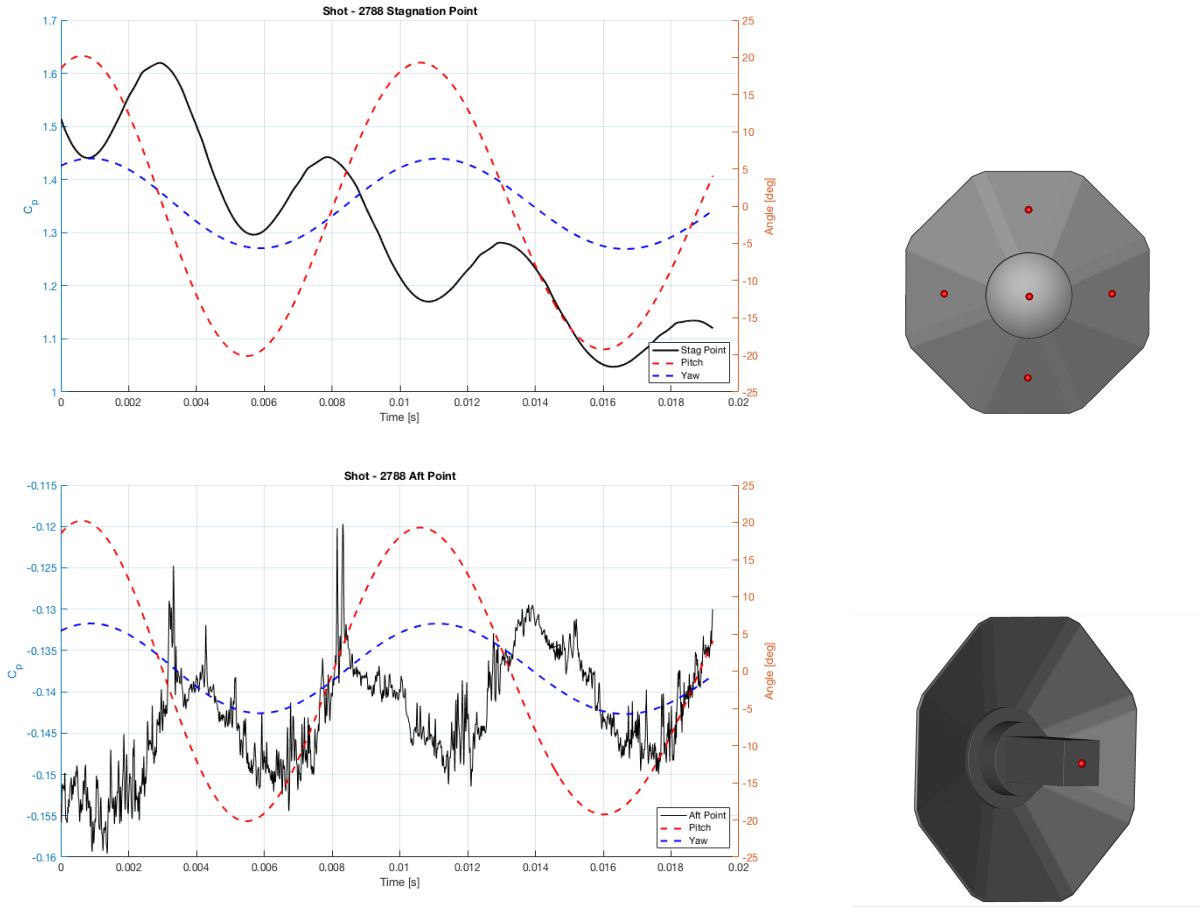 Shot - 2788 Stagnation Point
1.7
1.6
1.5
1.4
1.3
1.2
1.1
1
Cp
25
20
15
10
5
0
-5
-10
-15
-20
-25
Angle [deg]
0 0.002 0.004 0.006 0.008 0.01 0.012 0.014 0.016 0.018 0.02
Time [s]
Stag Point
Pitch
Yaw
Shot - 2788 Aft Point
-0.115
-0.12
-0.125
-0.13
-0.135
-0.14
-0.145
-0.15
-0.155
-0.16
Cp
25
20
15
10
5
0
-5
-10
-15
-20
-25
Angle [deg]
0 0.002 0.004 0.006 0.008 0.01 0.012 0.014 0.016 0.018 0.02
Time [s]
Aft Point
Pitch
Yaw